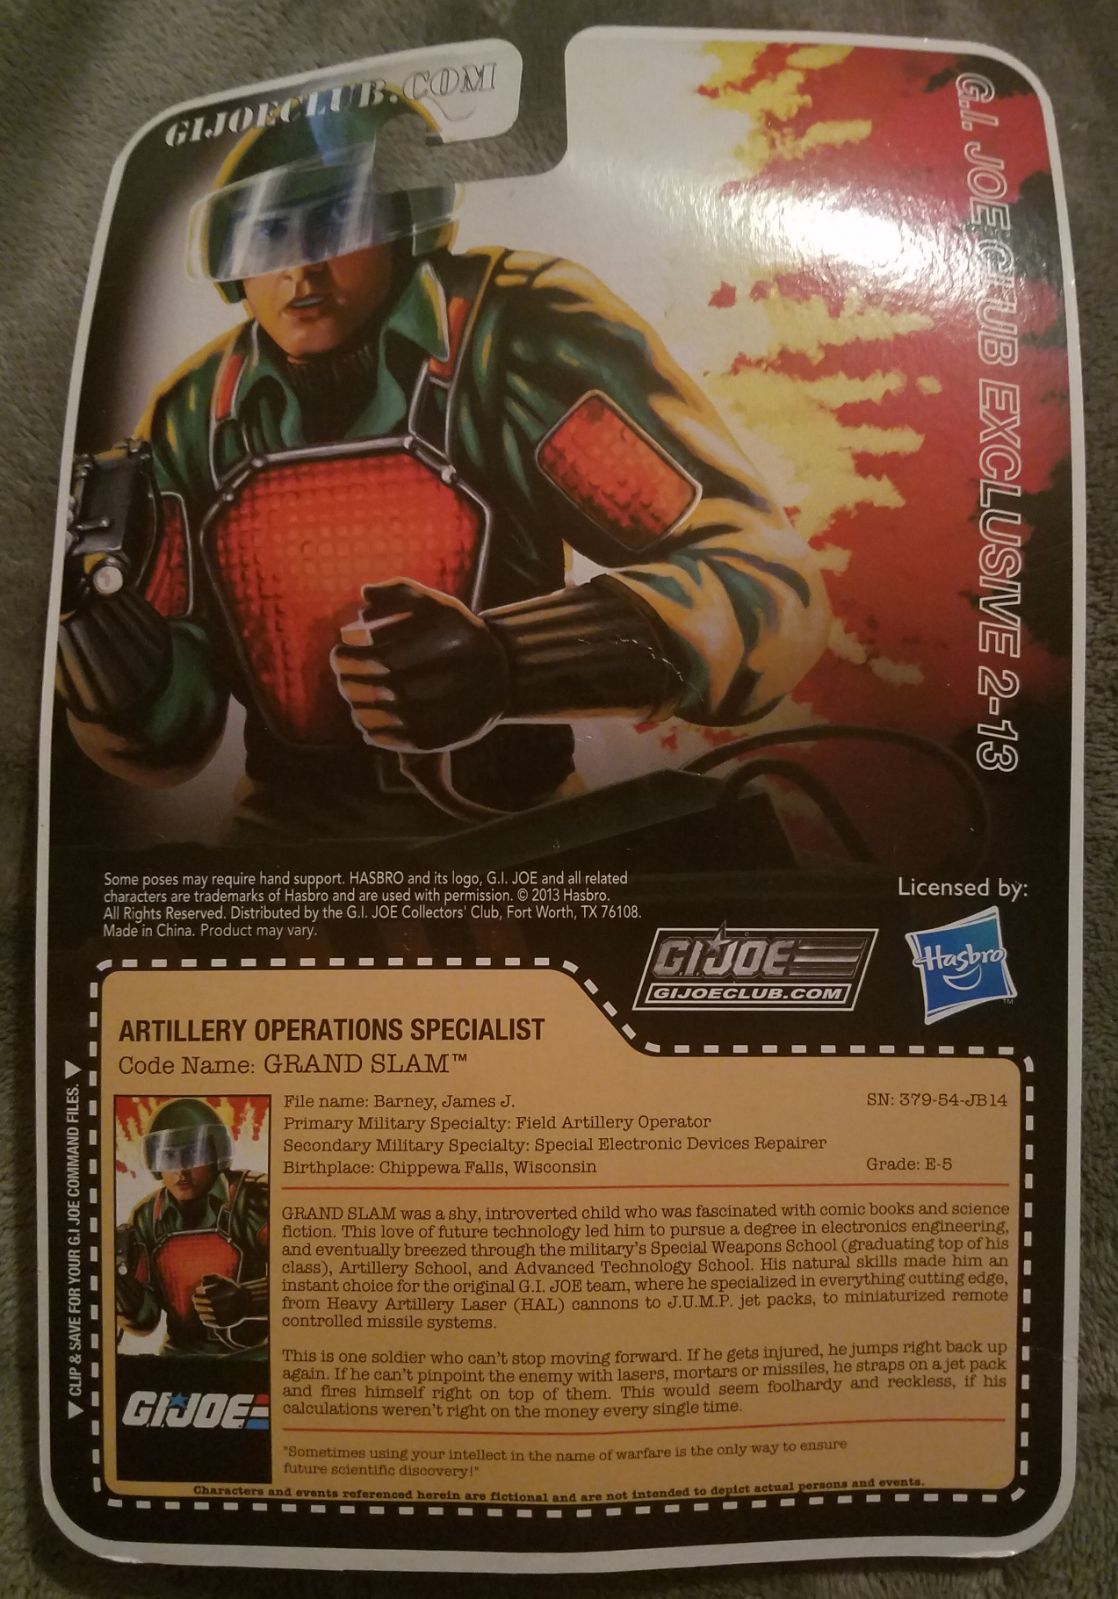 GIJOECLUB.COM
G.I. JOE CLUB EXCLUSIVE 2-13
Some poses may require hand support. HASBRO and its logo, G.I. JOE and all related
characters are trademarks of Hasbro and are used with permission. © 2013 Hasbro.
All Rights Reserved. Distributed by the G.I. JOE Collectors' Club, Fort Worth, TX 76108.
Made in China. Product may vary.
Licensed by:
GIJOE
GIJOECLUB.COM
Hasbro
TM
ARTILLERY OPERATIONS SPECIALIST
Code Name: GRAND SLAM™
▼ CLIP & SAVE FOR YOUR G.I. JOE COMMAND FILES. ▼
File name: Barney, James J.
SN: 379-54-JB14
Primary Military Specialty: Field Artillery Operator
Secondary Military Specialty: Special Electronic Devices Repairer
Birthplace: Chippewa Falls, Wisconsin
Grade: E-5
GRAND SLAM was a shy, introverted child who was fascinated with comic books and science
fiction. This love of future technology led him to pursue a degree in electronics engineering,
and eventually breezed through the military's Special Weapons School (graduating top of his
class), Artillery School, and Advanced Technology School. His natural skills made him an
instant choice for the original G.I. JOE team, where he specialized in everything cutting edge,
from Heavy Artillery Laser (HAL) cannons to J.U.M.P. jet packs, to miniaturized remote
controlled missile systems.
This is one soldier who can't stop moving forward. If he gets injured, he jumps right back up
again. If he can't pinpoint the enemy with lasers, mortars or missiles, he straps on a jet pack
and fires himself right on top of them. This would seem foolhardy and reckless, if his
calculations weren't right on the money every single time.
G.I.JOE
"Sometimes using your intellect in the name of warfare is the only way to ensure
future scientific discovery!"
Characters and events referenced herein are fictional and are not intended to depict actual persons and events.